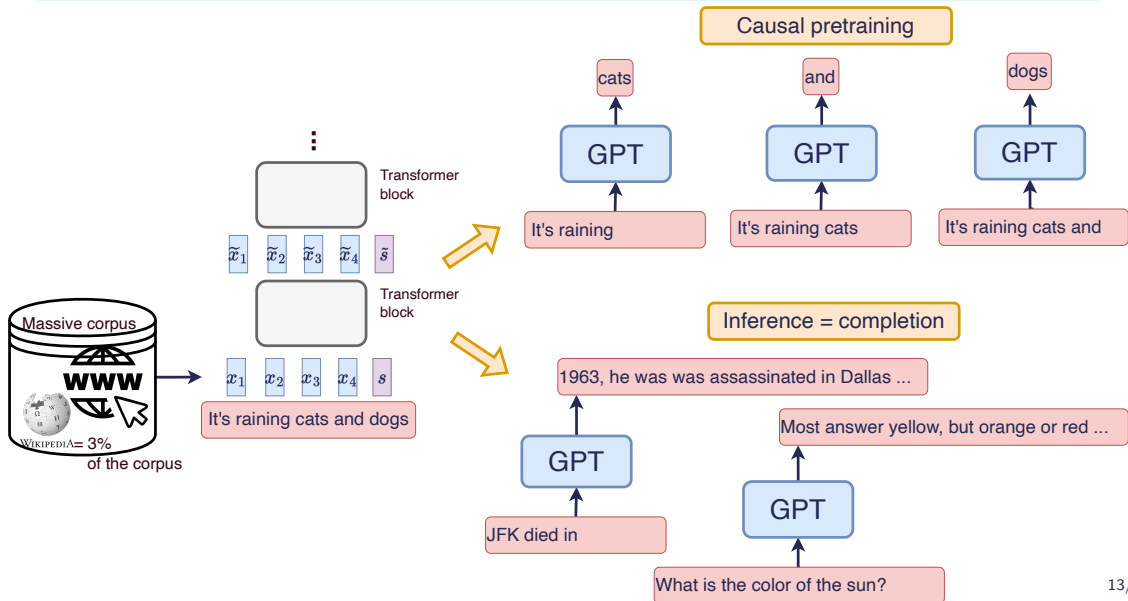 Causal pretraining
cats
and
dogs
GPT
GPT
GPT
It's raining
It's raining cats
It's raining cats and
⋮
Transformer
block
x̃₁ x̃₂ x̃₃ x̃₄ s̃
Transformer
block
x₁ x₂ x₃ x₄ s
It's raining cats and dogs
Massive corpus
www
WIKIPEDIA = 3%
of the corpus
Inference = completion
1963, he was was assassinated in Dallas ...
GPT
JFK died in
Most answer yellow, but orange or red ...
GPT
What is the color of the sun?
13/